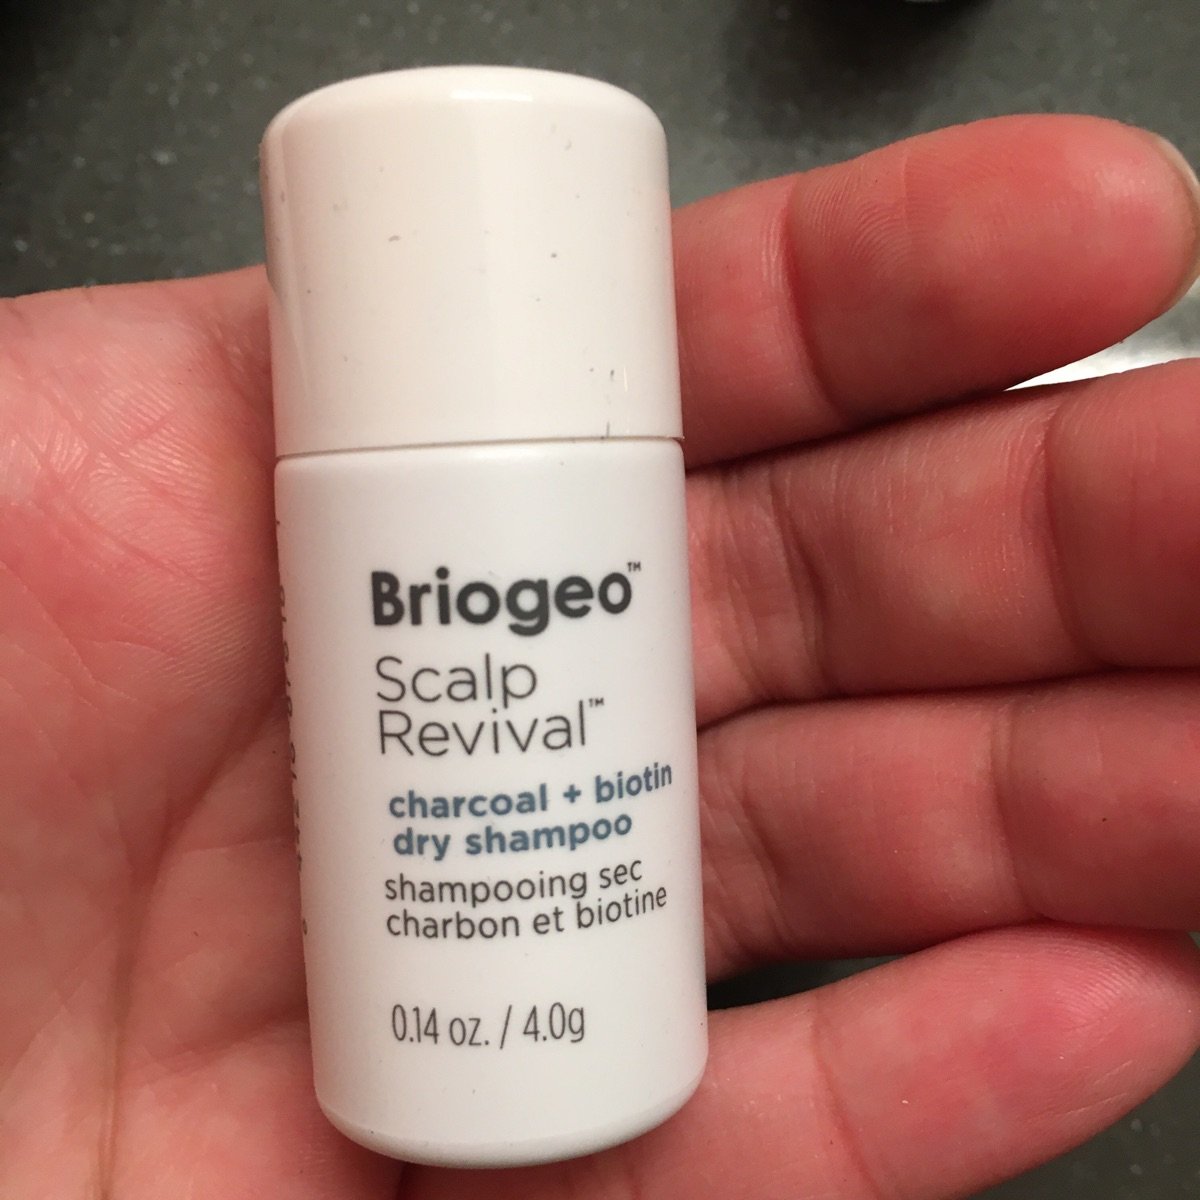 Briogeo™
Scalp
Revival™
charcoal + biotin
dry shampoo
shampooing sec
charbon et biotine
0.14 oz. / 4.0g